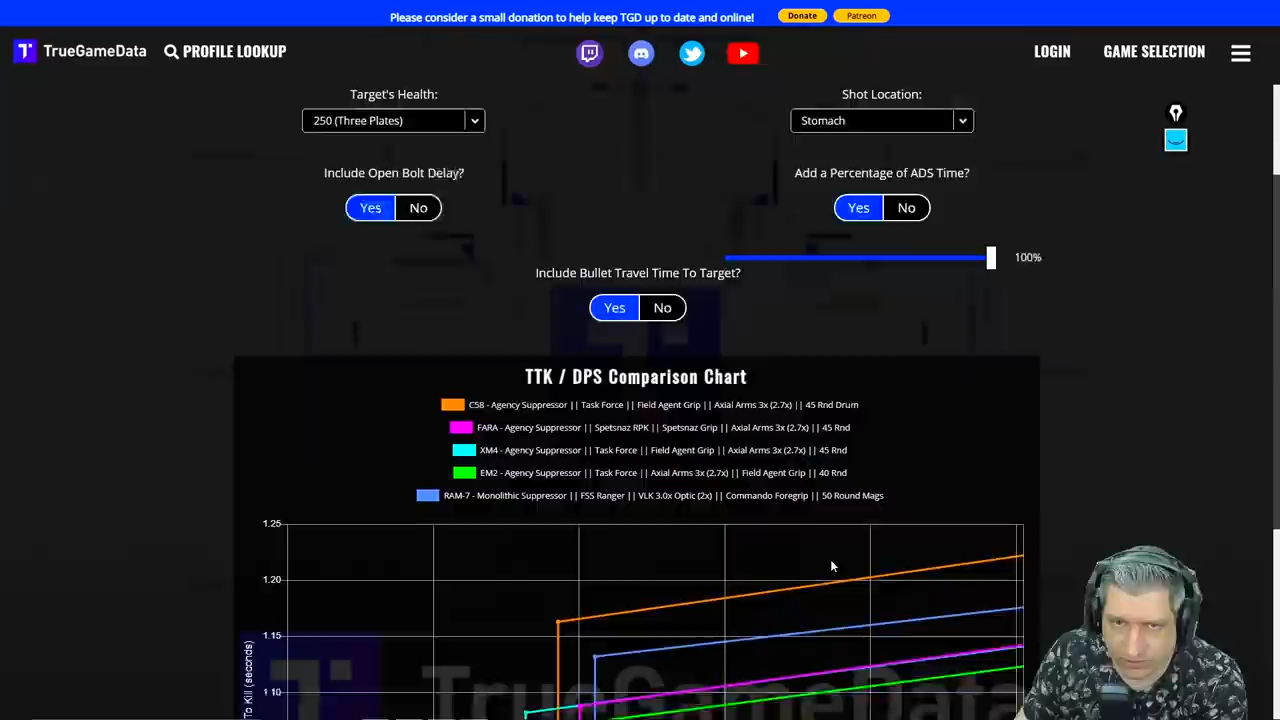 Please consider a small donation to help keep TGD up to date and online!
Donate
Patreon
TrueGameData
PROFILE LOOKUP
LOGIN
GAME SELECTION
Target's Health:
Shot Location:
250 (Three Plates)
Stomach
Include Open Bolt Delay?
Add a Percentage of ADS Time?
Yes
No
Yes
No
100%
Include Bullet Travel Time To Target?
Yes
No
TTK / DPS Comparison Chart
C58 - Agency Suppressor || Task Force || Field Agent Grip || Axial Arms 3x (2.7x) || 45 Rnd Drum
FARA - Agency Suppressor || Spetsnaz RPK || Spetsnaz Grip || Axial Arms 3x (2.7x) || 45 Rnd
XM4 - Agency Suppressor || Task Force || Field Agent Grip || Axial Arms 3x (2.7x) || 45 Rnd
EM2 - Agency Suppressor || Task Force || Axial Arms 3x (2.7x) || Field Agent Grip || 40 Rnd
RAM-7 - Monolithic Suppressor || FSS Ranger || VLK 3.0x Optic (2x) || Commando Foregrip || 50 Round Mags
1.25
1.20
1.15
1.10
To Kill (seconds)
TrueGameData